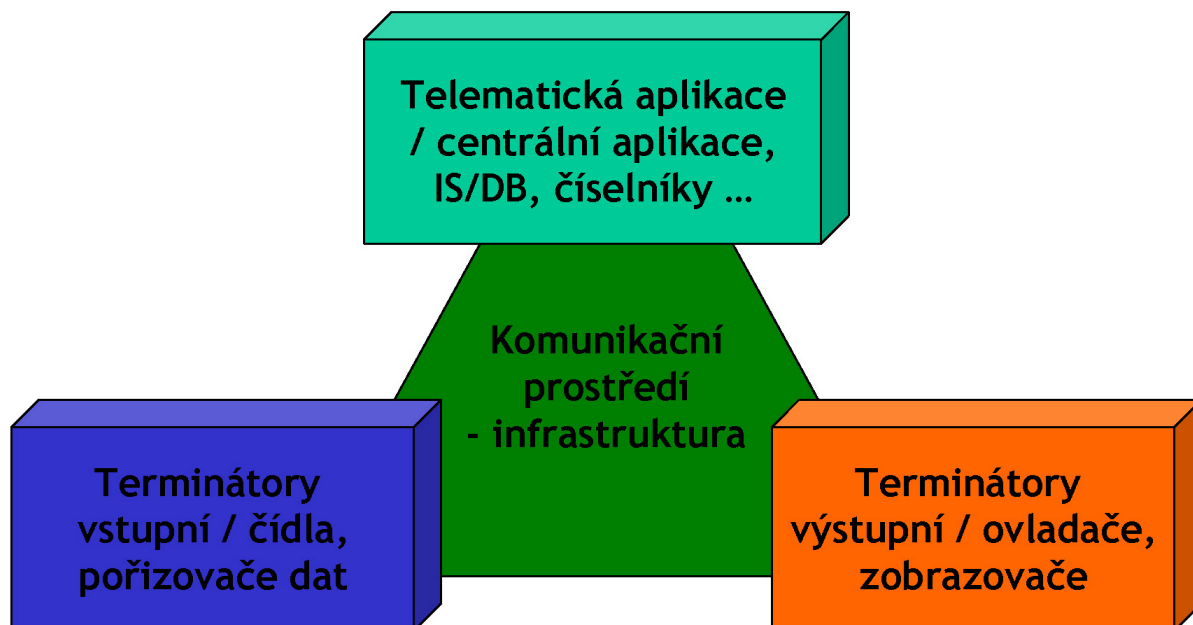 Telematická aplikace
/ centrální aplikace,
IS/DB, číselníky ...
Komunikační
prostředí
- infrastruktura
Terminátory
vstupní / čídla,
pořizovače dat
Terminátory
výstupní / ovladače,
zobrazovače